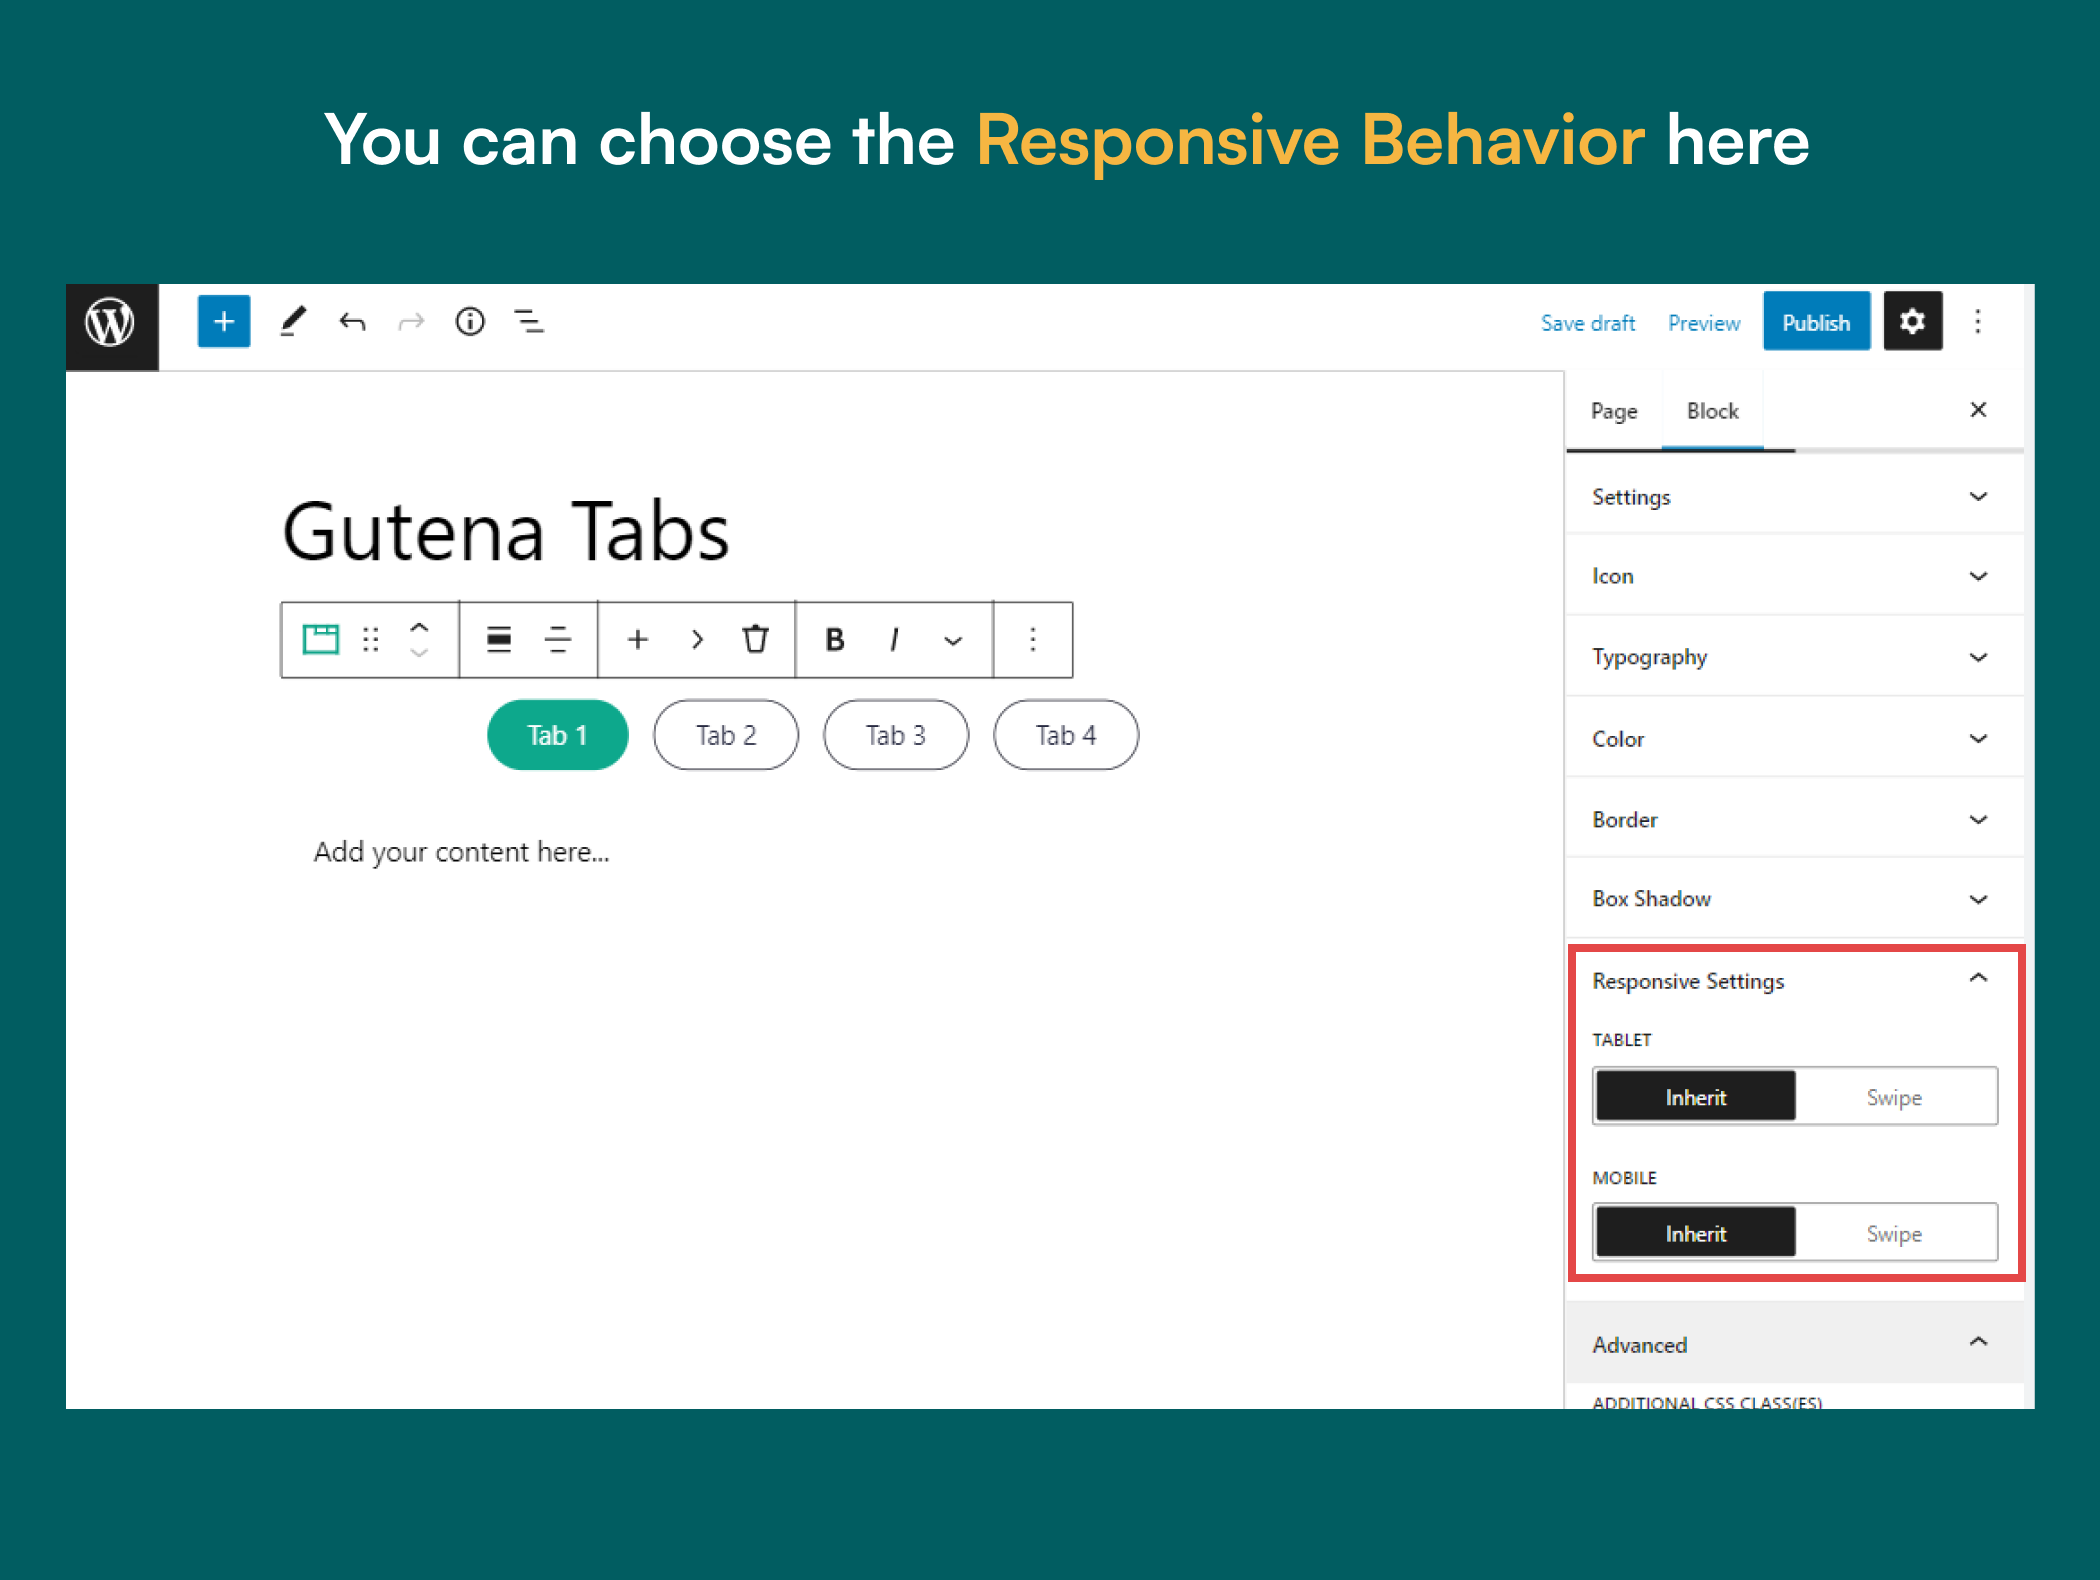 You can choose the Responsive Behavior here
Save draft Preview Publish
Page Block
Settings
Gutena Tabs
Icon
Typography
B I
Tab 1 Tab 2 Tab 3 Tab 4
Color
Border
Add your content here...
Box Shadow
Responsive Settings
TABLET
Inherit Swipe
MOBILE
Inherit Swipe
Advanced
ADDITIONAL CSS CLASS(ES)